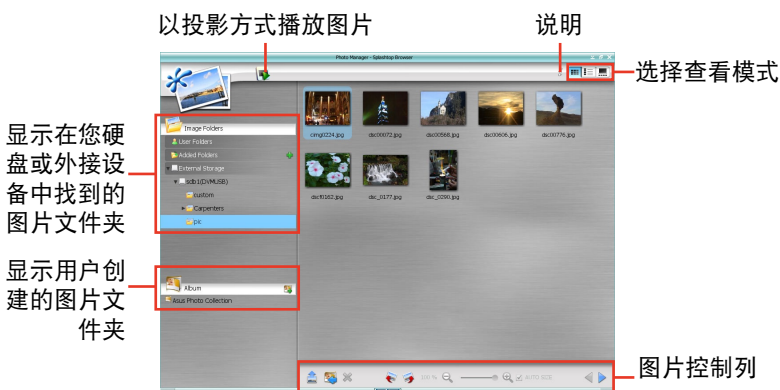 以投影方式播放图片
说明
Photo Manager - Splashtop Browser
选择查看模式
显示在您硬
盘或外接设
备中找到的
图片文件夹
Image Folders
User Folders
Added Folders
External Storage
sdb1(DVMUSB)
custom
Carpenters
pic
cimg0224.jpg
dsc00072.jpg
dsc00568.jpg
dsc00606.jpg
dsc00776.jpg
dscf0163.jpg
dsc_0177.jpg
dsc_0290.jpg
显示用户创
建的图片文
件夹
Album
Asus Photo Collection
100 %
AUTO SIZE
图片控制列